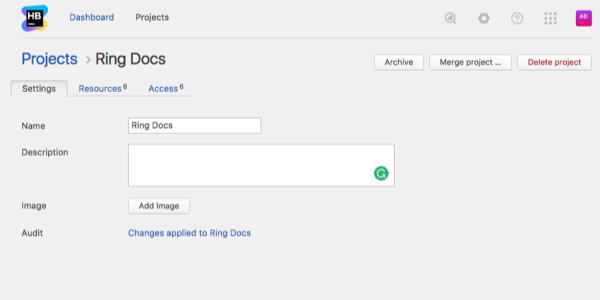 HB
Dashboard Projects AB
Projects › Ring Docs Archive Merge project ... Delete project
Settings Resources 8 Access 6
Name Ring Docs
Description
Image Add Image
Audit Changes applied to Ring Docs